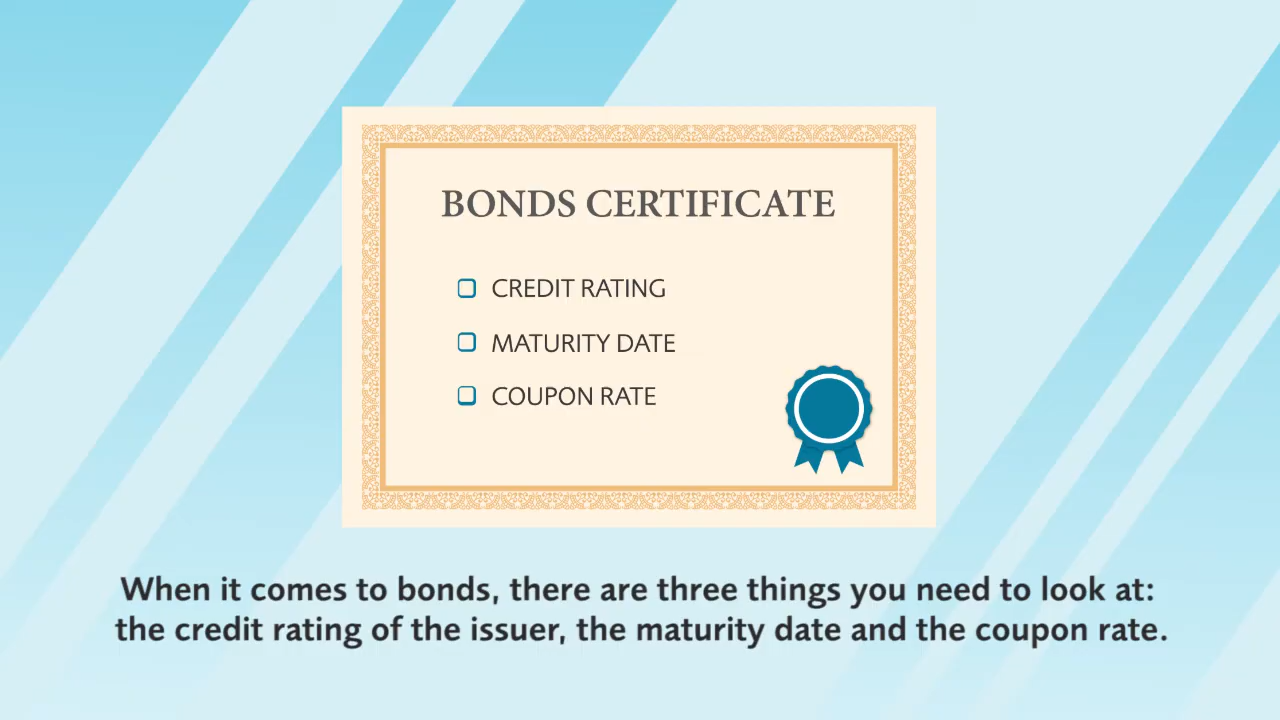 BONDS CERTIFICATE
CREDIT RATING
MATURITY DATE
COUPON RATE
When it comes to bonds, there are three things you need to look at:
the credit rating of the issuer, the maturity date and the coupon rate.